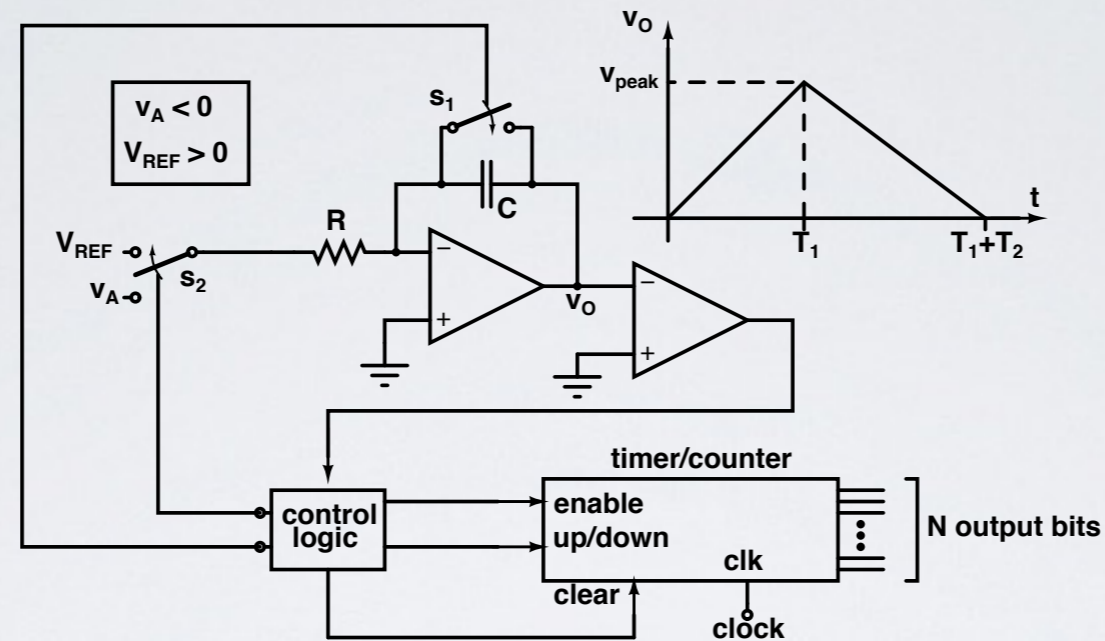 v_O
v_peak
t
T_1
T_1+T_2
v_A < 0
V_REF > 0
s_1
C
R
V_REF
v_A
s_2
−
+
v_O
−
+
timer/counter
control
logic
enable
up/down
clk
clear
clock
N output bits